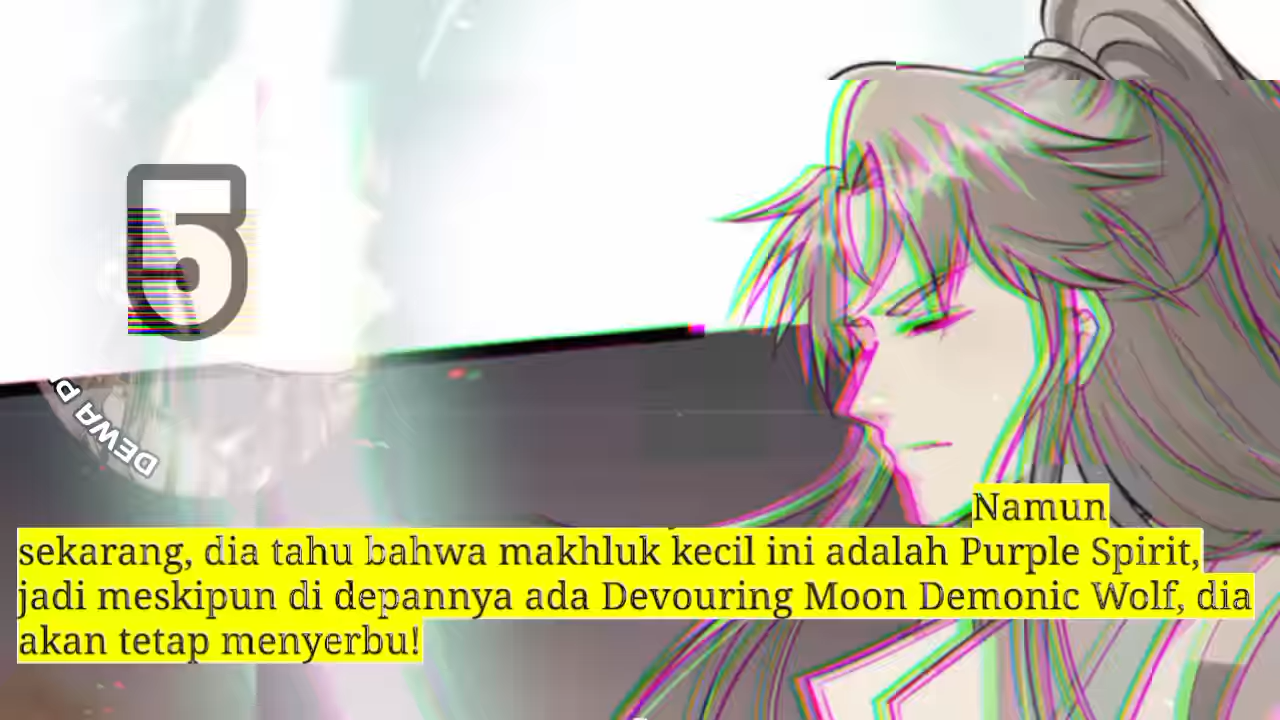 5
DEWA P
Namun
sekarang, dia tahu bahwa makhluk kecil ini adalah Purple Spirit,
jadi meskipun di depannya ada Devouring Moon Demonic Wolf, dia
akan tetap menyerbu!